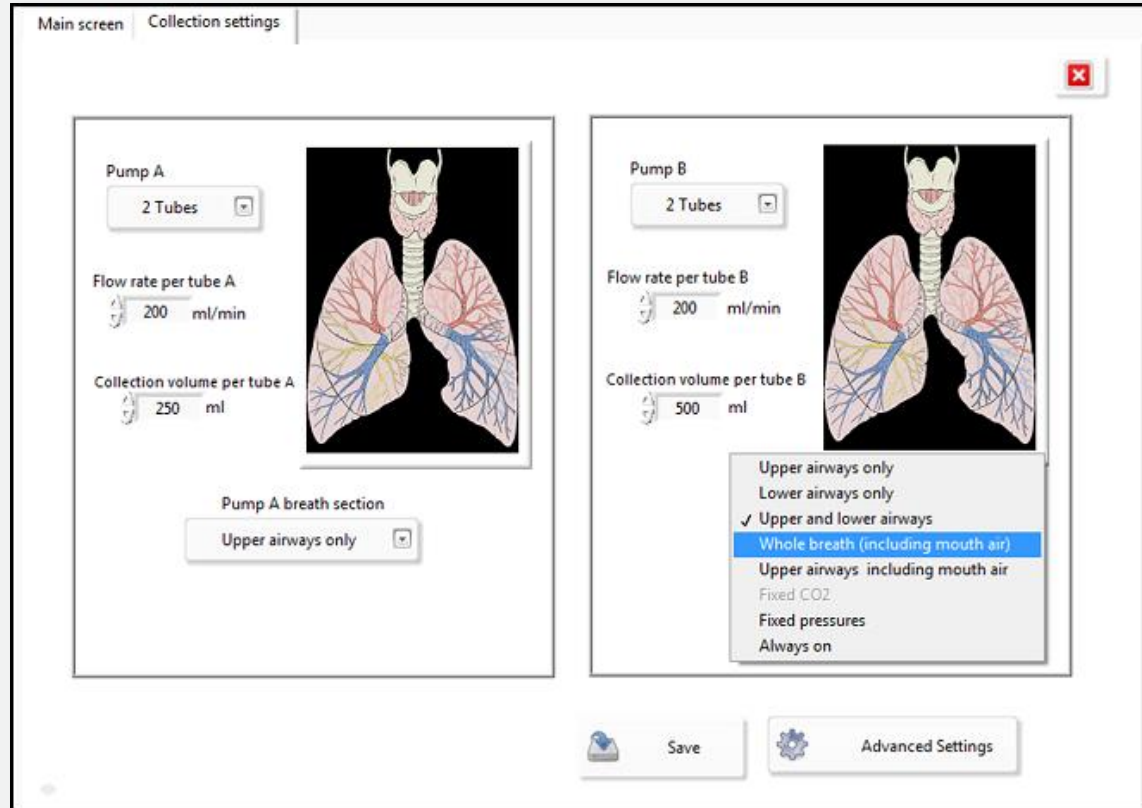 Main screen
Collection settings
Pump A
2 Tubes
Flow rate per tube A
200 ml/min
Collection volume per tube A
250 ml
Pump A breath section
Upper airways only
Pump B
2 Tubes
Flow rate per tube B
200 ml/min
Collection volume per tube B
500 ml
Upper airways only
Lower airways only
✓ Upper and lower airways
Whole breath (including mouth air)
Upper airways including mouth air
Fixed CO2
Fixed pressures
Always on
Save
Advanced Settings